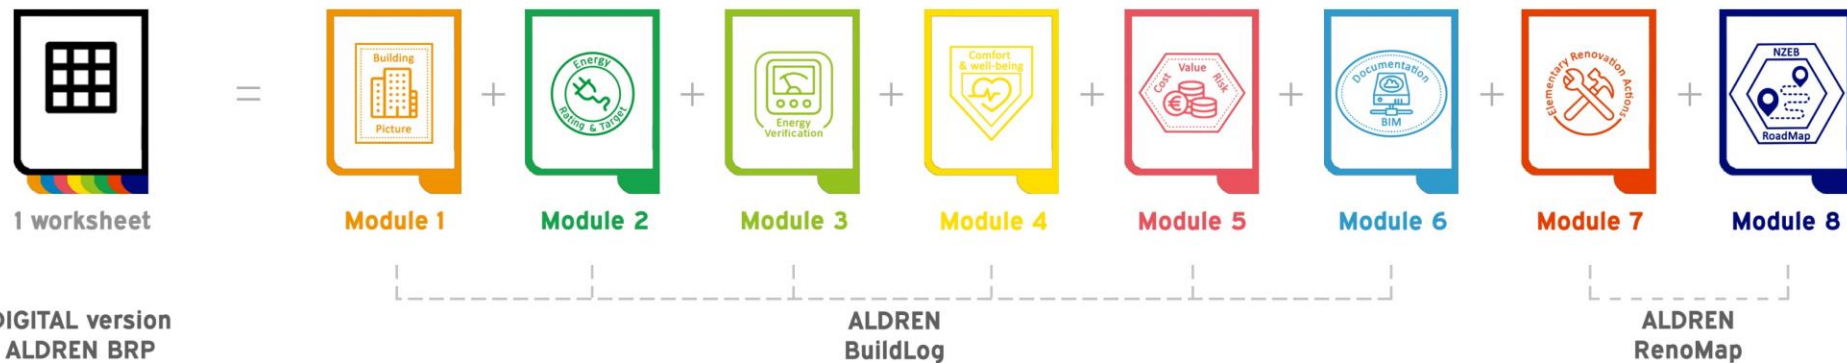 Building
Picture
Energy
Rating & Target
Energy
Verification
Comfort
& well-being
Cost Value Risk
Documentation
BIM
Elementary Renovation Actions
NZEB
RoadMap
1 worksheet
=
+ + + + + + +
Module 1
Module 2
Module 3
Module 4
Module 5
Module 6
Module 7
Module 8
DIGITAL version
ALDREN BRP
ALDREN
BuildLog
ALDREN
RenoMap